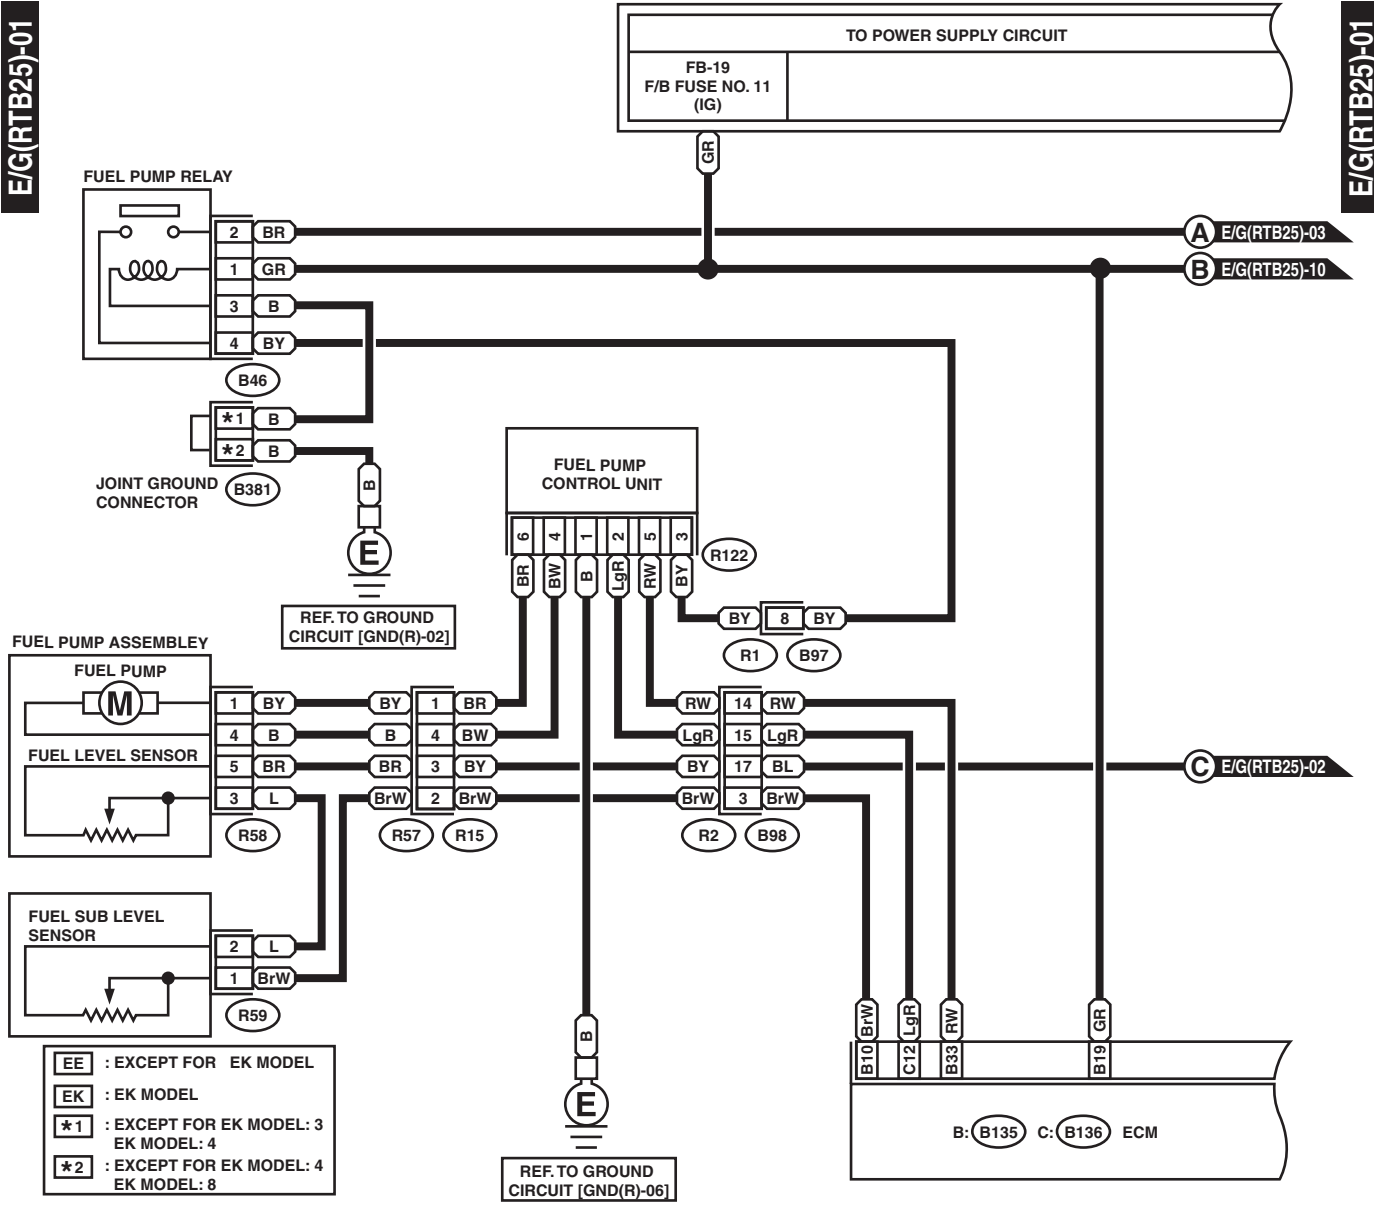 E/G(RTB25)-01
E/G(RTB25)-01
TO POWER SUPPLY CIRCUIT
FB-19
F/B FUSE NO. 11
(IG)
GR
FUEL PUMP RELAY
2 BR
A E/G(RTB25)-03
1 GR
B E/G(RTB25)-10
3 B
4 BY
B46
*1 B
*2 B
JOINT GROUND
CONNECTOR
B381
B
E
REF. TO GROUND
CIRCUIT [GND(R)-02]
FUEL PUMP
CONTROL UNIT
6 4 1 2 5 3
R122
BR BW B LgR RW BY
BY 8 BY
R1 B97
FUEL PUMP ASSEMBLEY
FUEL PUMP
M
1 BY BY 1 BR RW 14 RW
4 B B 4 BW LgR 15 LgR
FUEL LEVEL SENSOR
5 BR BR 3 BY BY 17 BL
C E/G(RTB25)-02
3 L BrW 2 BrW BrW 3 BrW
R58 R57 R15 R2 B98
FUEL SUB LEVEL
SENSOR
2 L
1 BrW
R59
B
E
REF. TO GROUND
CIRCUIT [GND(R)-06]
BrW LgR RW GR
B10 C12 B33 B19
B: B135 C: B136 ECM
EE : EXCEPT FOR EK MODEL
EK : EK MODEL
*1 : EXCEPT FOR EK MODEL: 3
EK MODEL: 4
*2 : EXCEPT FOR EK MODEL: 4
EK MODEL: 8